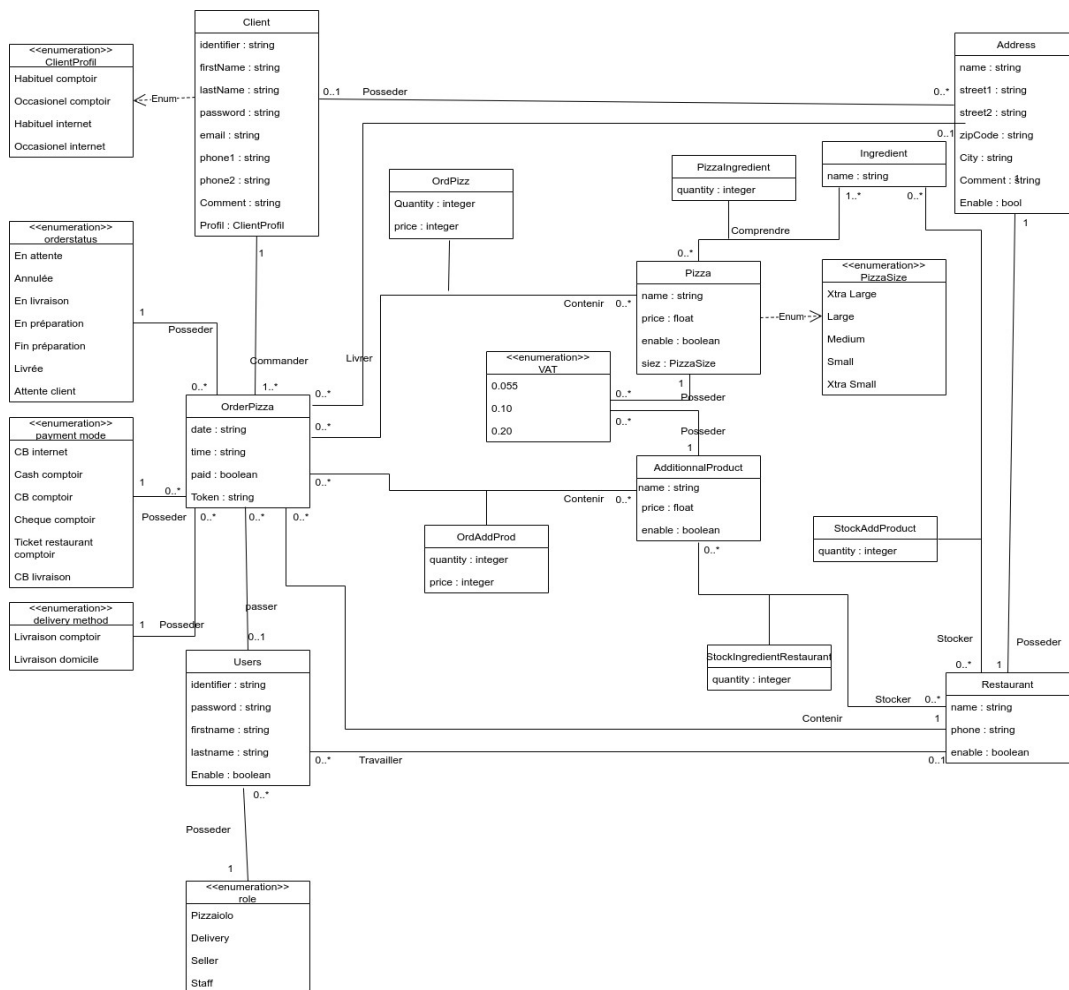 Client
identifier : string
firstName : string
lastName : string
password : string
email : string
phone1 : string
phone2 : string
Comment : string
Profil : ClientProfil
<<enumeration>>
ClientProfil
Habituel comptoir
Occasionel comptoir
Habituel internet
Occasionel internet
Enum
0..1
Posseder
0..*
Address
name : string
street1 : string
street2 : string
zipCode : string
City : string
Comment : string
Enable : bool
0..1
1
1
Ingredient
name : string
1..*
0..*
PizzaIngredient
quantity : integer
Comprendre
0..*
OrdPizz
Quantity : integer
price : integer
<<enumeration>>
orderstatus
En attente
Annulée
En livraison
En préparation
Fin préparation
Livrée
Attente client
1
Posseder
0..*
1
Commander
1..*
Livrer
0..*
Pizza
name : string
price : float
enable : boolean
siez : PizzaSize
Contenir
0..*
Enum
<<enumeration>>
PizzaSize
Xtra Large
Large
Medium
Small
Xtra Small
<<enumeration>>
VAT
0.055
0.10
0.20
1
Posseder
0..*
0..*
Posseder
1
OrderPizza
date : string
time : string
paid : boolean
Token : string
0..*
0..*
<<enumeration>>
payment mode
CB internet
Cash comptoir
CB comptoir
Cheque comptoir
Ticket restaurant
comptoir
CB livraison
1
0..*
Posseder
0..*
0..*
0..*
AdditionnalProduct
name : string
price : float
enable : boolean
Contenir
0..*
0..*
OrdAddProd
quantity : integer
price : integer
StockAddProduct
quantity : integer
<<enumeration>>
delivery method
Livraison comptoir
Livraison domicile
1
Posseder
passer
0..1
StockIngredientRestaurant
quantity : integer
Stocker
0..*
1
Posseder
Users
identifier : string
password : string
firstname : string
lastname : string
Enable : boolean
Restaurant
name : string
phone : string
enable : boolean
Stocker
0..*
Contenir
1
0..*
Travailler
0..1
0..*
Posseder
1
<<enumeration>>
role
Pizzaiolo
Delivery
Seller
Staff